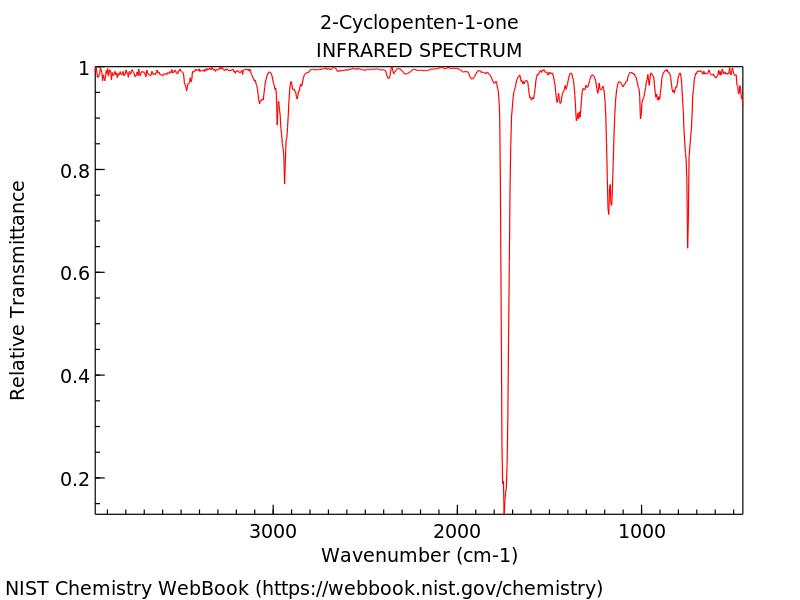 2-Cyclopenten-1-one
INFRARED SPECTRUM
1
0.8
0.6
0.4
0.2
Relative Transmittance
3000 2000 1000
Wavenumber (cm-1)
NIST Chemistry WebBook (https://webbook.nist.gov/chemistry)